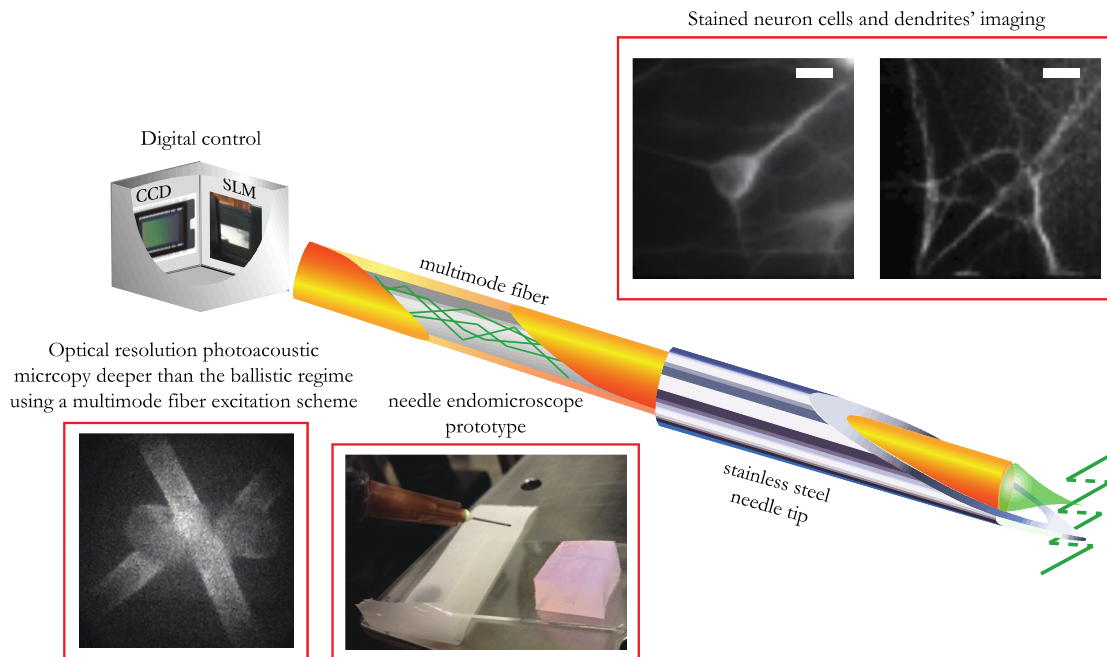 Stained neuron cells and dendrites' imaging
Digital control
CCD
SLM
multimode fiber
Optical resolution photoacoustic
micrcopy deeper than the ballistic regime
using a multimode fiber excitation scheme
needle endomicroscope
prototype
stainless steel
needle tip